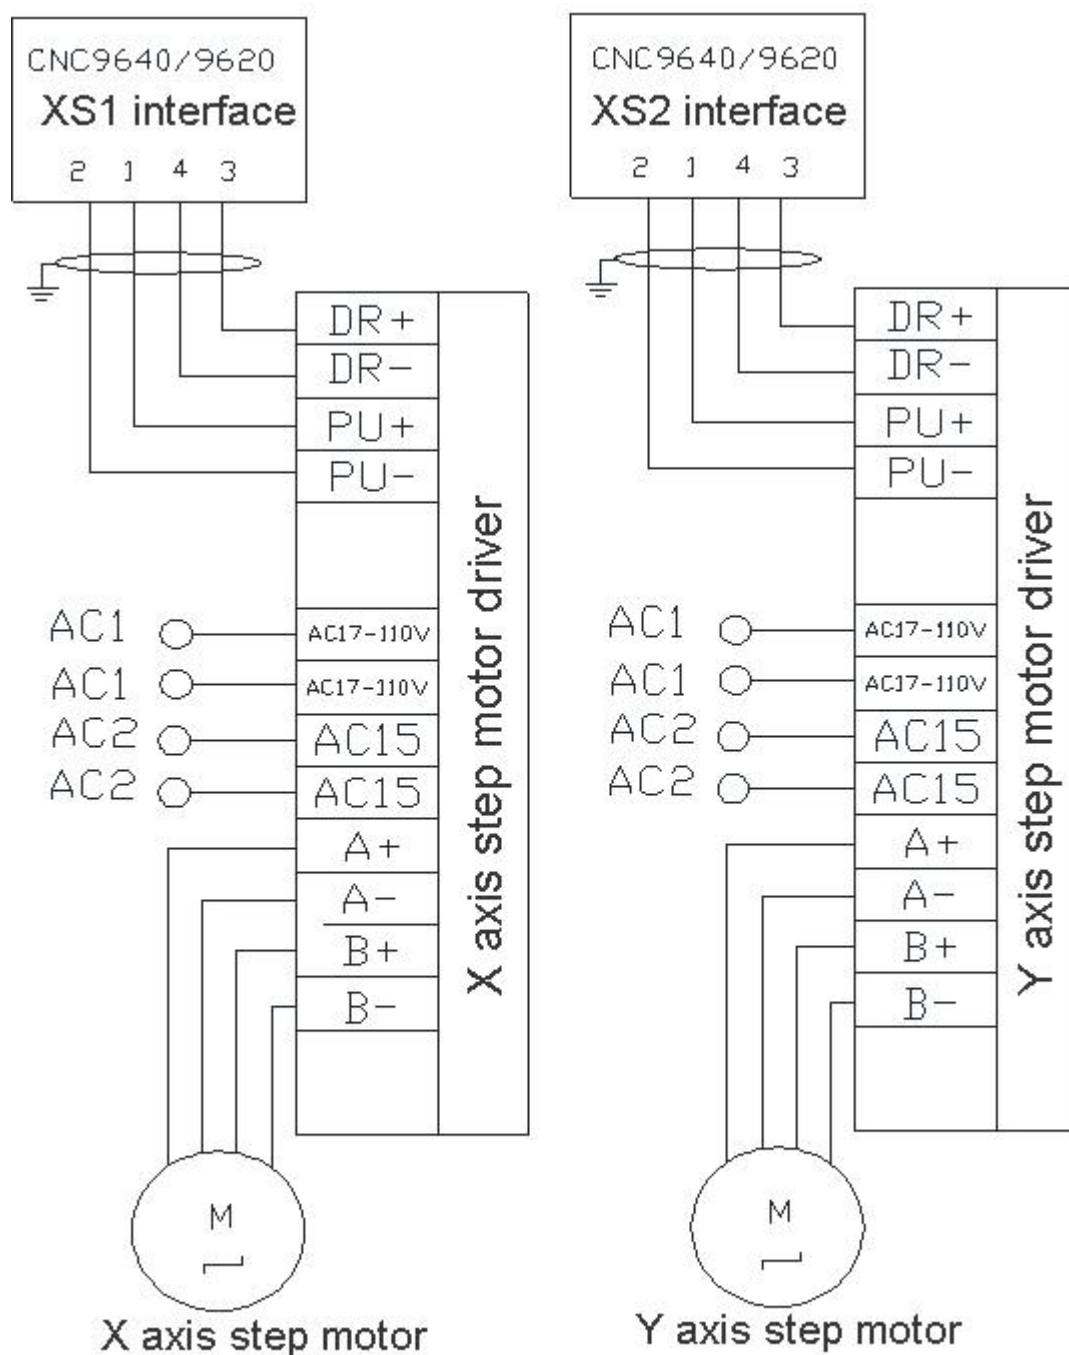 CNC9640/9620
XS1 interface
2 1 4 3
DR+
DR-
PU+
PU-
AC1
AC17-110V
AC1
AC17-110V
AC2
AC15
AC2
AC15
A+
A-
B+
B-
X axis step motor driver
M
X axis step motor
CNC9640/9620
XS2 interface
2 1 4 3
DR+
DR-
PU+
PU-
AC1
AC17-110V
AC1
AC17-110V
AC2
AC15
AC2
AC15
A+
A-
B+
B-
Y axis step motor driver
M
Y axis step motor